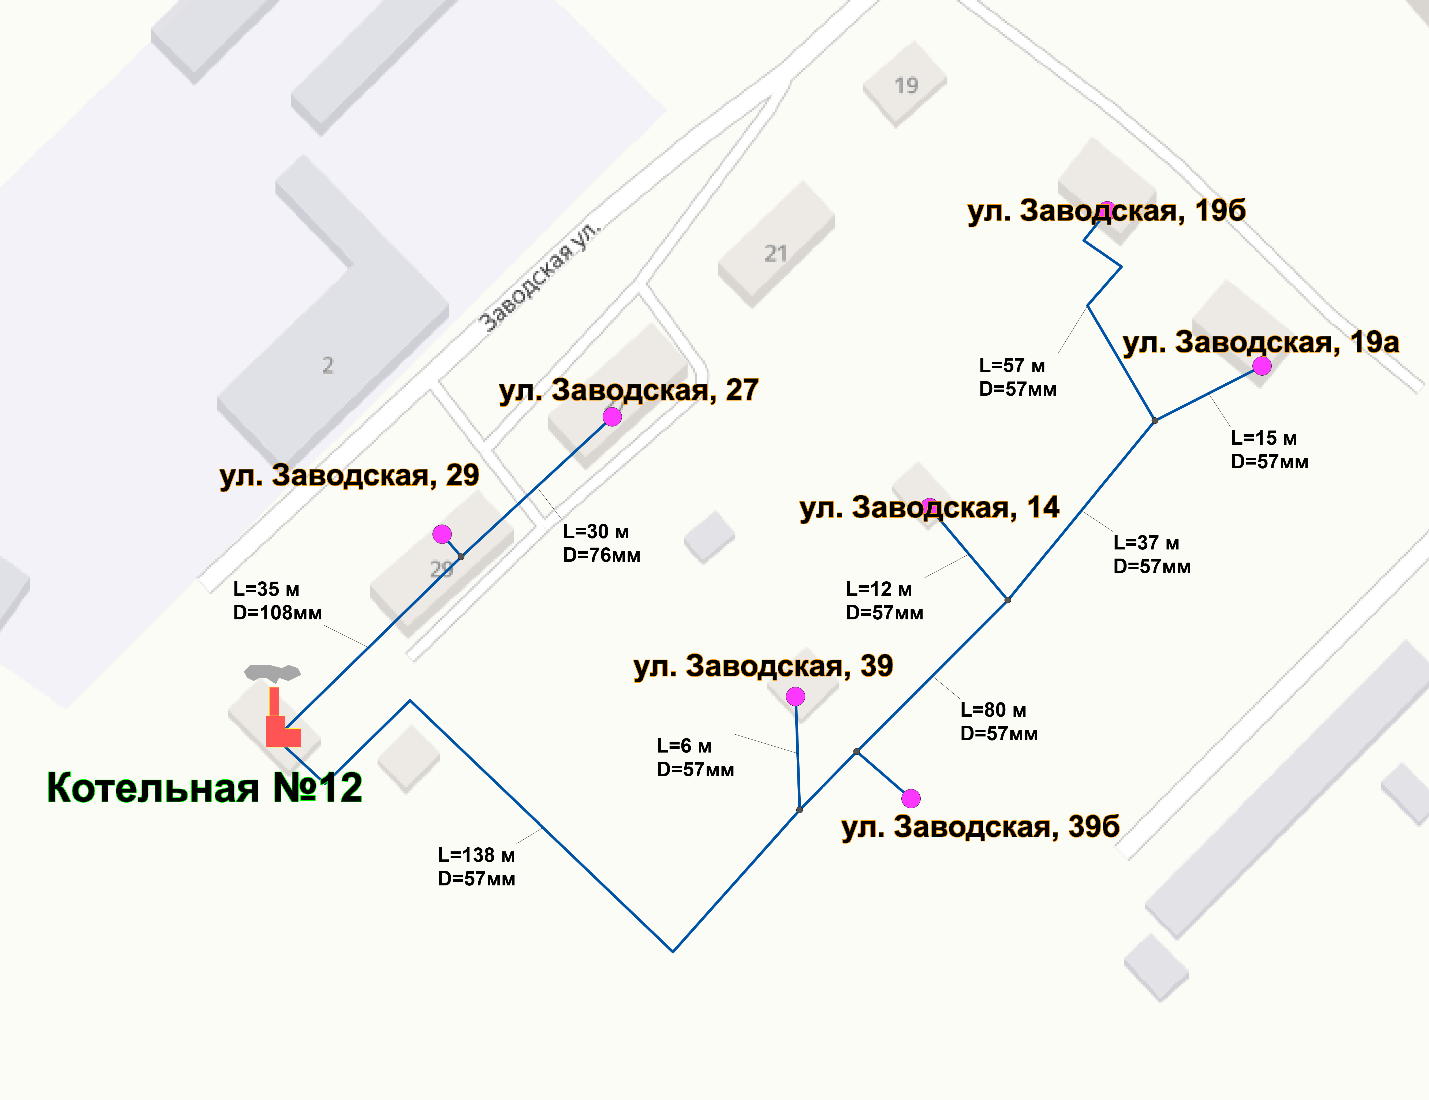 19
ул. Заводская, 19б
21
Заводская ул.
2
ул. Заводская, 19а
L=57 м
D=57мм
ул. Заводская, 27
L=15 м
D=57мм
ул. Заводская, 29
ул. Заводская, 14
L=30 м
D=76мм
L=37 м
D=57мм
29
L=35 м
D=108мм
L=12 м
D=57мм
ул. Заводская, 39
L=80 м
D=57мм
L=6 м
D=57мм
Котельная №12
ул. Заводская, 39б
L=138 м
D=57мм